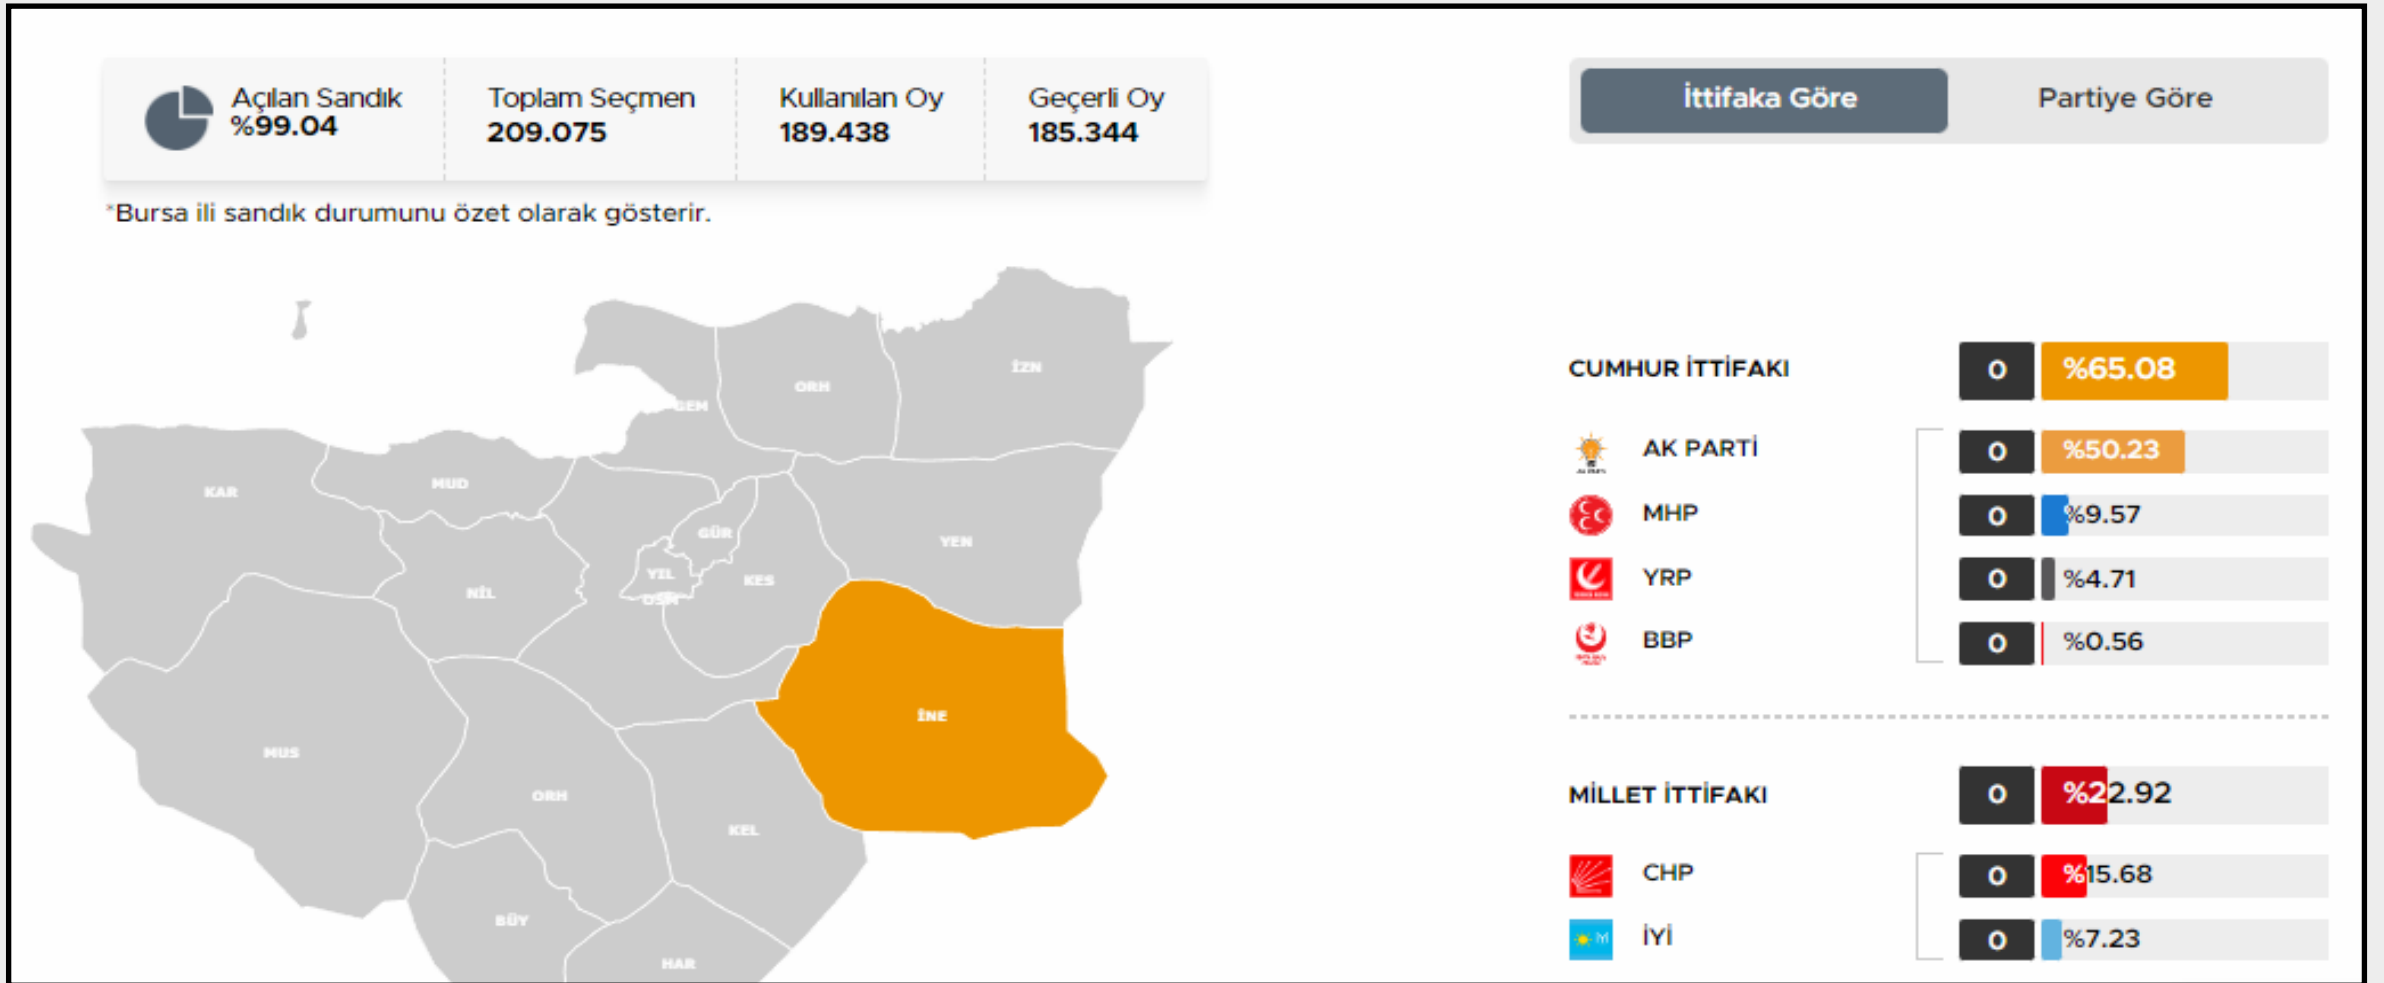 Açılan Sandık
%99.04
Toplam Seçmen
209.075
Kullanılan Oy
189.438
Geçerli Oy
185.344
*Bursa ili sandık durumunu özet olarak gösterir.
İttifaka Göre
Partiye Göre
İZN
ORH
GEM
MUD
KAR
GÜR
YEN
YIL
KES
NİL
OSM
İNE
MUS
ORH
KEL
BÜY
HAR
CUMHUR İTTİFAKI 0 %65.08
AK PARTİ 0 %50.23
MHP 0 %9.57
YRP 0 %4.71
BBP 0 %0.56
MİLLET İTTİFAKI 0 %22.92
CHP 0 %15.68
İYİ 0 %7.23